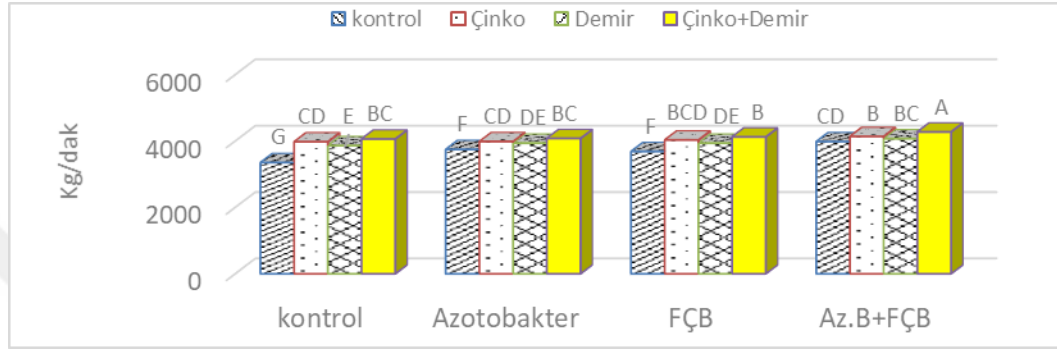 kontrol Çinko Demir Çinko+Demir
6000
4000
2000
0
Kg/dak
G CD E BC F CD DE BC F BCD DE B CD B BC A
kontrol Azotobakter FÇB Az.B+FÇB